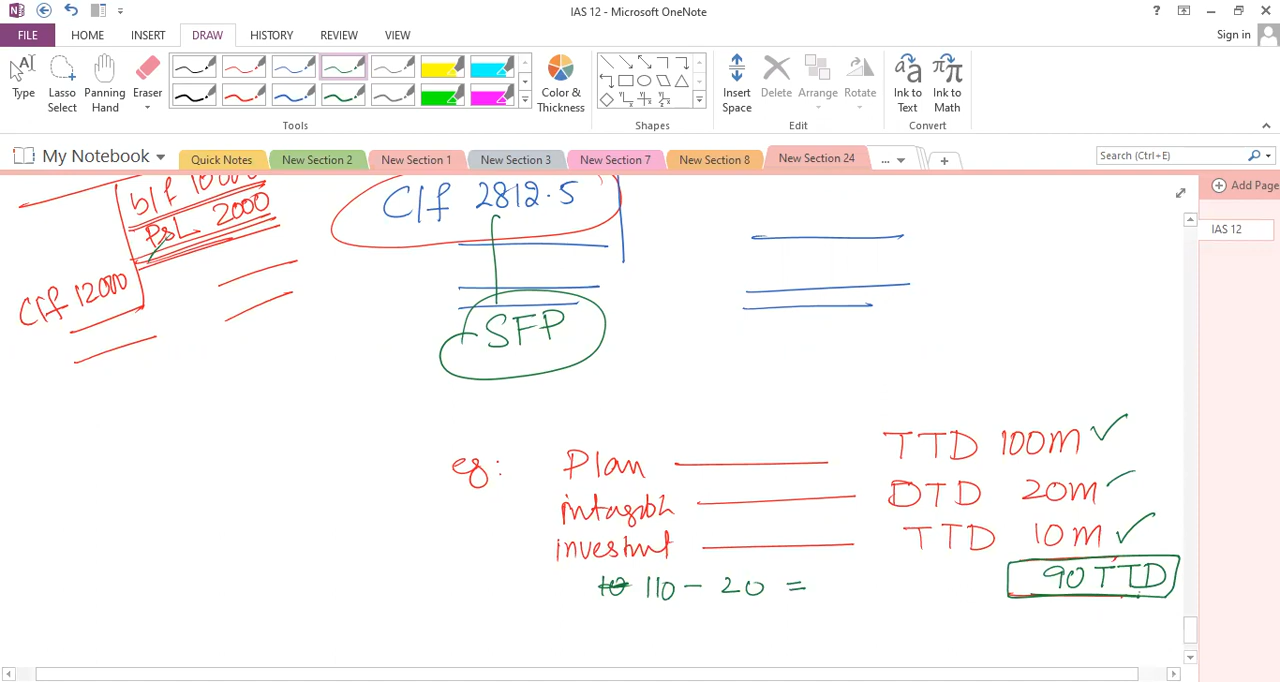 IAS 12 - Microsoft OneNote
Sign in
FILE HOME INSERT DRAW HISTORY REVIEW VIEW
Type
Lasso Select
Panning Hand
Eraser
Color & Thickness
Insert Space
Delete
Arrange
Rotate
Ink to Text
Ink to Math
Tools
Shapes
Edit
Convert
My Notebook
Quick Notes
New Section 2
New Section 1
New Section 3
New Section 7
New Section 8
New Section 24
...
Search (Ctrl+E)
Add Page
IAS 12
b/f 10000
P&L 2000
C/f 12000
C/f 2812.5
SFP
eg:
Plan TTD 100M
intagibl DTD 20M
investmt TTD 10M
110 - 20 = 90 TTD